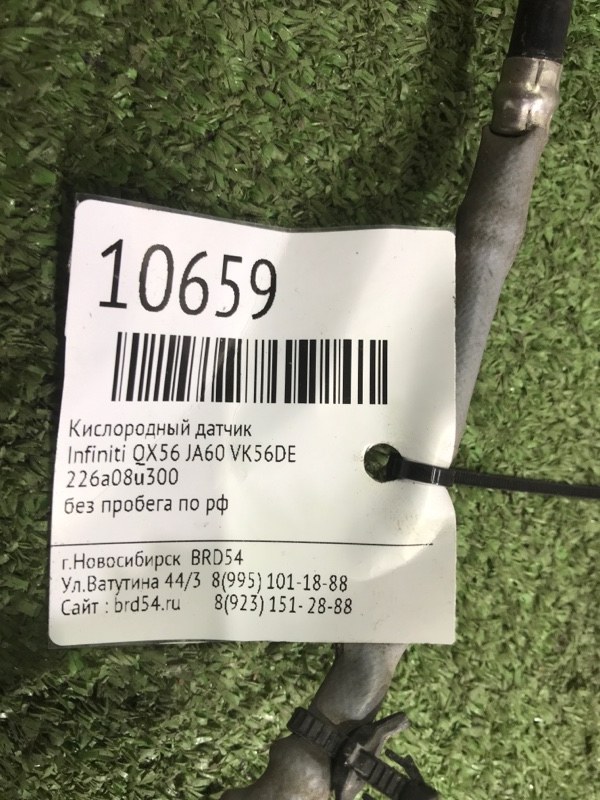 10659
Кислородный датчик
Infiniti QX56 JA60 VK56DE
226a08u300
без пробега по рф
г.Новосибирск BRD54
Ул.Ватутина 44/3 8(995) 101-18-88
Сайт : brd54.ru 8(923) 151- 28-88